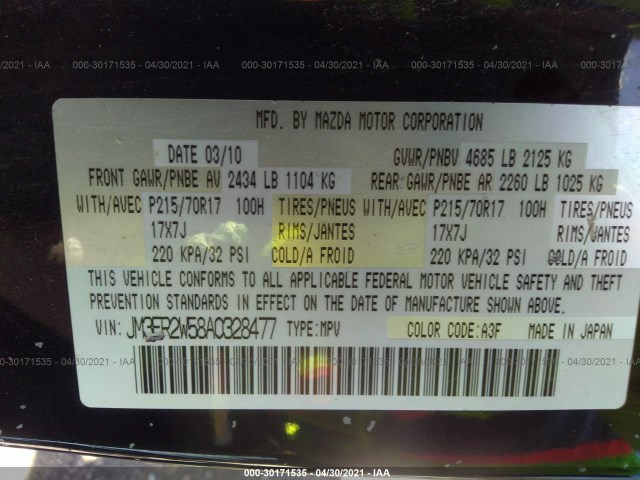 000-30171535 - 04/30/2021 - IAA
MFD. BY MAZDA MOTOR CORPORATION
DATE 03/10 GVWR/PNBV 4685 LB 2125 KG
FRONT GAWR/PNBE AV 2434 LB 1104 KG REAR GAWR/PNBE AR 2260 LB 1025 KG
WITH/AVEC P215/70R17 100H TIRES/PNEUS WITH/AVEC P215/70R17 100H TIRES/PNEUS
17X7J RIMS/JANTES 17X7J RIMS/JANTES
220 KPA/32 PSI COLD/A FROID 220 KPA/32 PSI COLD/A FROID
THIS VEHICLE CONFORMS TO ALL APPLICABLE FEDERAL MOTOR VEHICLE SAFETY AND THEFT
PREVENTION STANDARDS IN EFFECT ON THE DATE OF MANUFACTURE SHOWN ABOVE.
VIN: JM3ER2W58A0328477 TYPE:MPV COLOR CODE:A3F MADE IN JAPAN
000-30171535 - 04/30/2021 - IAA